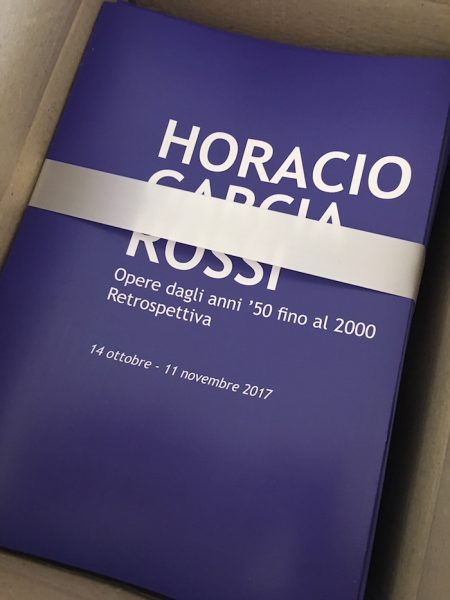 HORACIO
GARCIA
ROSSI
Opere dagli anni '50 fino al 2000
Retrospettiva
14 ottobre - 11 novembre 2017